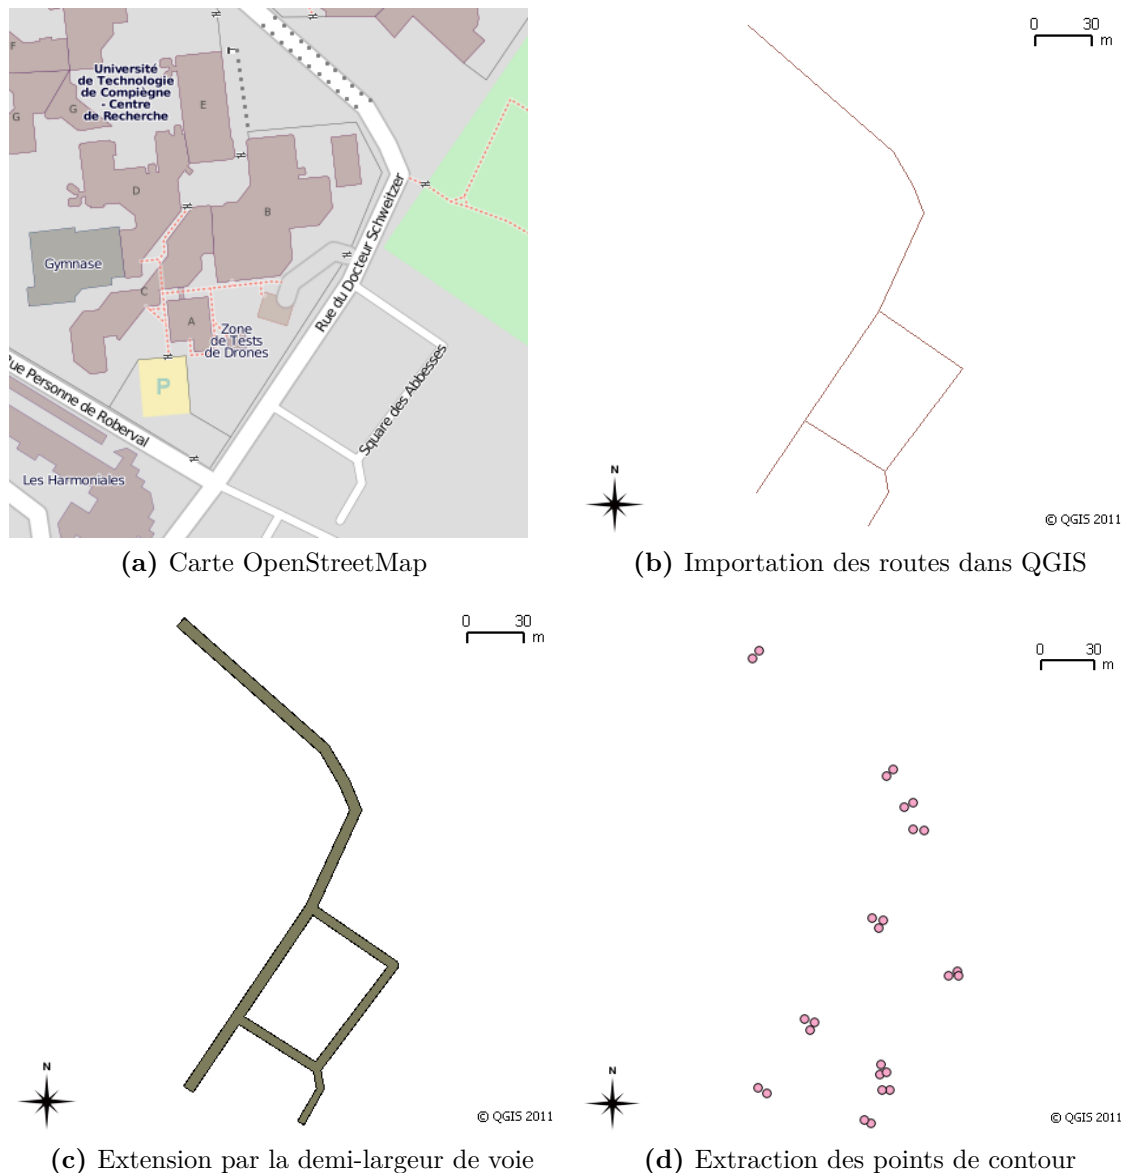 Université
de Technologie
de Compiègne
- Centre
de Recherche
F
G
G
E
D
B
Gymnase
C
A
Zone
de Tests
de Drones
Rue du Docteur Schweitzer
P
Square des Abbesses
Rue Personne de Roberval
Les Harmoniales
(a) Carte OpenStreetMap
0 30
m
N
© QGIS 2011
(b) Importation des routes dans QGIS
0 30
m
N
© QGIS 2011
(c) Extension par la demi-largeur de voie
0 30
m
N
© QGIS 2011
(d) Extraction des points de contour